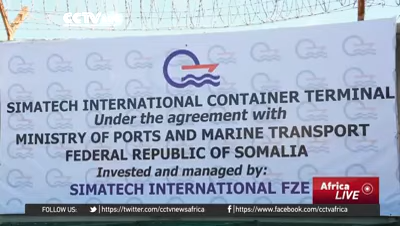 CCTV
SIMATECH INTERNATIONAL CONTAINER TERMINAL
Under the agreement with
MINISTRY OF PORTS AND MARINE TRANSPORT
FEDERAL REPUBLIC OF SOMALIA
Invested and managed by:
SIMATECH INTERNATIONAL FZE
Africa
LIVE
FOLLOW US: https://twitter.com/cctvnewsafrica https://www.facebook.com/cctvafrica